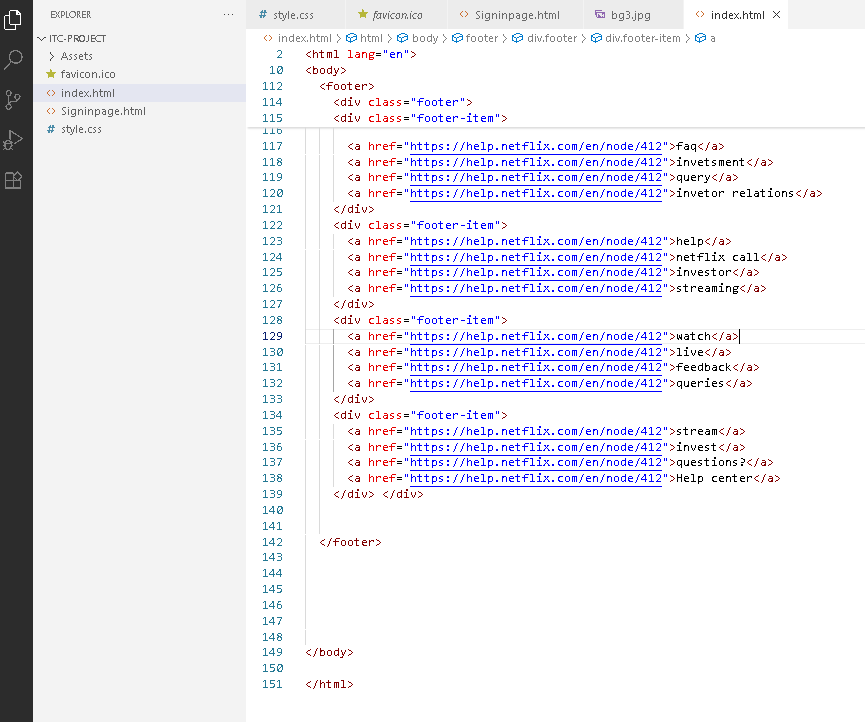 EXPLORER ...
ITC-PROJECT
Assets
favicon.ico
index.html
Signinpage.html
style.css
style.css favicon.ico Signinpage.html bg3.jpg index.html
index.html > html > body > footer > div.footer > div.footer-item > a
2 <html lang="en">
10 <body>
112 <footer>
114 <div class="footer">
115 <div class="footer-item">
116
117 <a href="https://help.netflix.com/en/node/412">faq</a>
118 <a href="https://help.netflix.com/en/node/412">invetsment</a>
119 <a href="https://help.netflix.com/en/node/412">query</a>
120 <a href="https://help.netflix.com/en/node/412">invetor relations</a>
121 </div>
122 <div class="footer-item">
123 <a href="https://help.netflix.com/en/node/412">help</a>
124 <a href="https://help.netflix.com/en/node/412">netflix call</a>
125 <a href="https://help.netflix.com/en/node/412">investor</a>
126 <a href="https://help.netflix.com/en/node/412">streaming</a>
127 </div>
128 <div class="footer-item">
129 <a href="https://help.netflix.com/en/node/412">watch</a>
130 <a href="https://help.netflix.com/en/node/412">live</a>
131 <a href="https://help.netflix.com/en/node/412">feedback</a>
132 <a href="https://help.netflix.com/en/node/412">queries</a>
133 </div>
134 <div class="footer-item">
135 <a href="https://help.netflix.com/en/node/412">stream</a>
136 <a href="https://help.netflix.com/en/node/412">invest</a>
137 <a href="https://help.netflix.com/en/node/412">questions?</a>
138 <a href="https://help.netflix.com/en/node/412">Help center</a>
139 </div> </div>
140
141
142 </footer>
143
144
145
146
147
148
149 </body>
150
151 </html>